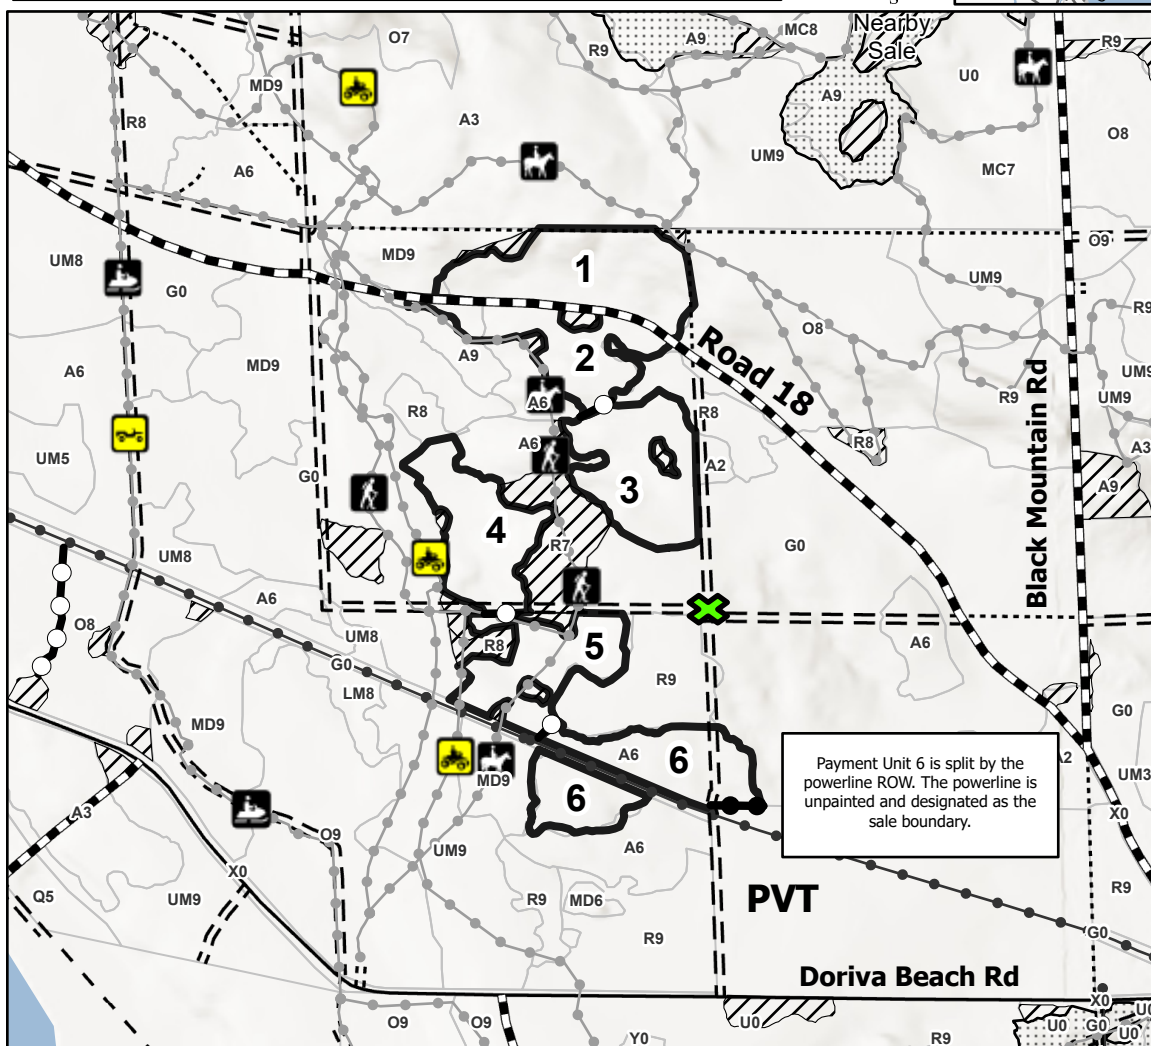 Nearby
Sale
O7
R9
A9
MC8
R9
MD9
A9
U0
R8
A3
O8
UM9
A6
MC7
O9
UM8
MD9
1
G0
UM9
R9
O8
Road 18
2
A9
MD9
A6
UM9
R9
A6
UM9
R8
R8
Black Mountain Rd
R8
A6
A3
UM5
A2
G0
3
A9
4
R7
G0
UM8
A6
O8
UM8
R8
5
A6
G0
R9
LM8
G0
MD9
A6
6
A2
Payment Unit 6 is split by the
powerline ROW. The powerline is
unpainted and designated as the
sale boundary.
MD9
UM3
6
A3
X0
O9
A6
UM9
X0
R9
Q5
UM9
R9
MD6
PVT
R9
G0
Doriva Beach Rd
X0
O9
O9
U0
U0
G0
U0
U0
Y0
R9